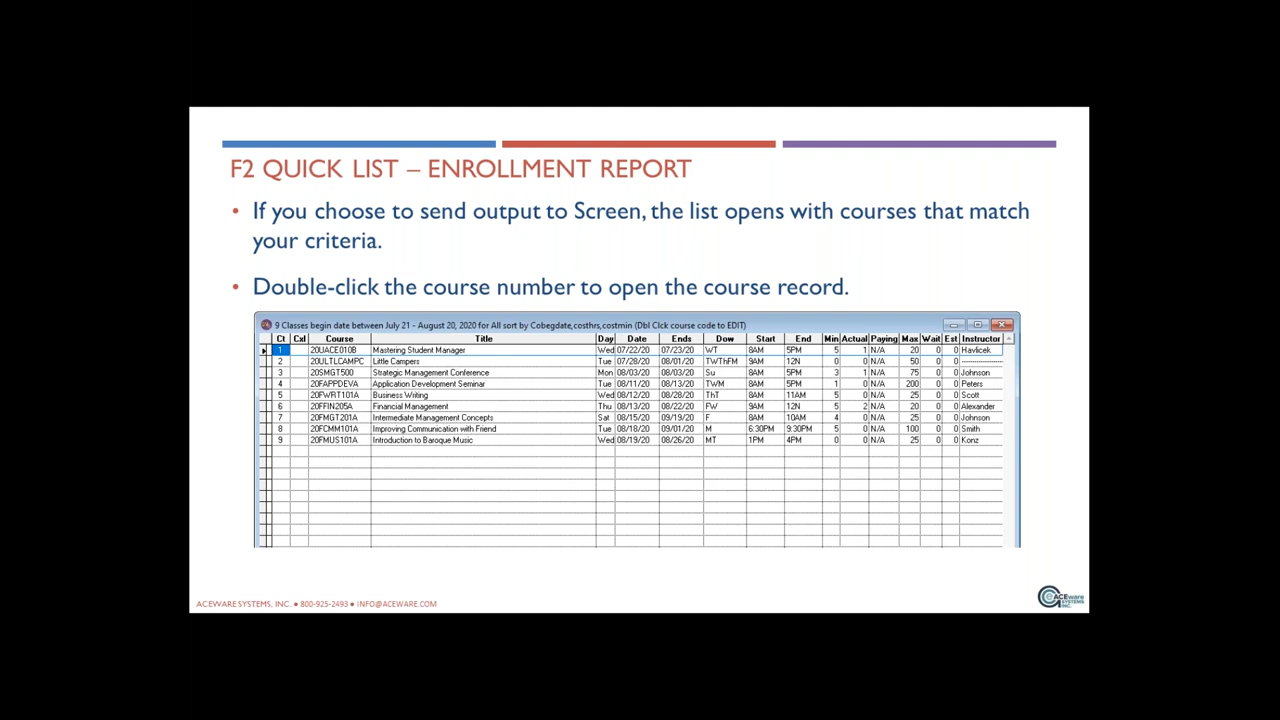 F2 QUICK LIST – ENROLLMENT REPORT
• If you choose to send output to Screen, the list opens with courses that match
your criteria.
• Double-click the course number to open the course record.
9 Classes begin date between July 21 - August 20, 2020 for All sort by Cobegdate,costhrs,costmin (Dbl Clck course code to EDIT)
Ct Cxl Course Title Day Date Ends Dow Start End Min Actual Paying Max Wait Est Instructor
1 20UACE010B Mastering Student Manager Wed 07/22/20 07/23/20 WT 8AM 5PM 5 1 N/A 20 0 0 Havlicek
2 20ULTLCAMPC Little Campers Tue 07/28/20 08/01/20 TWThFM 9AM 12N 0 0 N/A 50 0 0 ----------------
3 20SMGT500 Strategic Management Conference Mon 08/03/20 08/03/20 Su 8AM 5PM 3 1 N/A 75 0 0 Johnson
4 20FAPPDEVA Application Development Seminar Tue 08/11/20 08/13/20 TWM 8AM 5PM 1 0 N/A 200 0 0 Peters
5 20FWRT101A Business Writing Wed 08/12/20 08/28/20 ThT 8AM 11AM 5 0 N/A 25 0 0 Scott
6 20FFIN205A Financial Management Thu 08/13/20 08/22/20 FW 9AM 12N 5 2 N/A 20 0 0 Alexander
7 20FMGT201A Intermediate Management Concepts Sat 08/15/20 09/19/20 F 8AM 10AM 4 0 N/A 25 0 0 Johnson
8 20FCMM101A Improving Communication with Friend Tue 08/18/20 09/01/20 M 6:30PM 9:30PM 5 0 N/A 100 0 0 Smith
9 20FMUS101A Introduction to Baroque Music Wed 08/19/20 08/26/20 MT 1PM 4PM 0 0 N/A 25 0 0 Konz
ACEWARE SYSTEMS, INC. ● 800-925-2493 ● INFO@ACEWARE.COM
ACEware
SYSTEMS
INC.